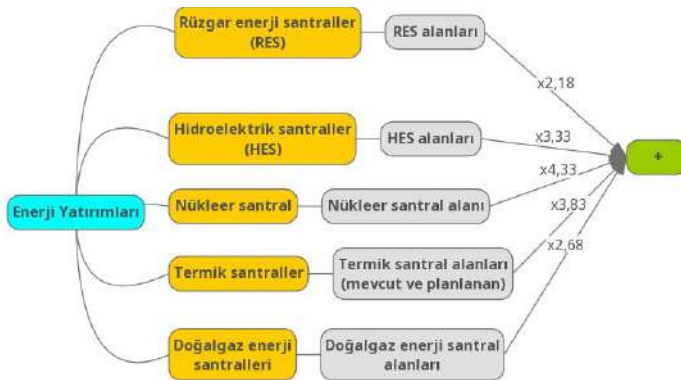 Rüzgar enerji santraller
(RES)
RES alanları
x2,18
Hidroelektrik santraller
(HES)
HES alanları
x3,33
+
x4,33
Enerji Yatırımları
Nükleer santral
Nükleer santral alanı
x3,83
x2,68
Termik santraller
Termik santral alanları
(mevcut ve planlanan)
Doğalgaz enerji
santralleri
Doğalgaz enerji santral
alanları